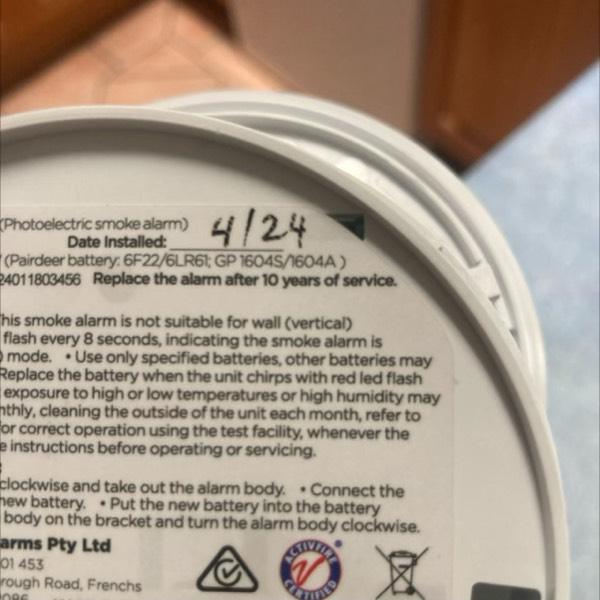 (Photoelectric smoke alarm)
Date Installed: 4/24
(Pairdeer battery: 6F22/6LR61; GP 1604S/1604A )
24011803456 Replace the alarm after 10 years of service.
This smoke alarm is not suitable for wall (vertical)
flash every 8 seconds, indicating the smoke alarm is
mode. • Use only specified batteries, other batteries may
Replace the battery when the unit chirps with red led flash
exposure to high or low temperatures or high humidity may
nthly, cleaning the outside of the unit each month, refer to
for correct operation using the test facility, whenever the
e instructions before operating or servicing.
clockwise and take out the alarm body. • Connect the
new battery. • Put the new battery into the battery
body on the bracket and turn the alarm body clockwise.
arms Pty Ltd
01 453
rough Road, Frenchs
ACTIVFIRE
CERTIFIED